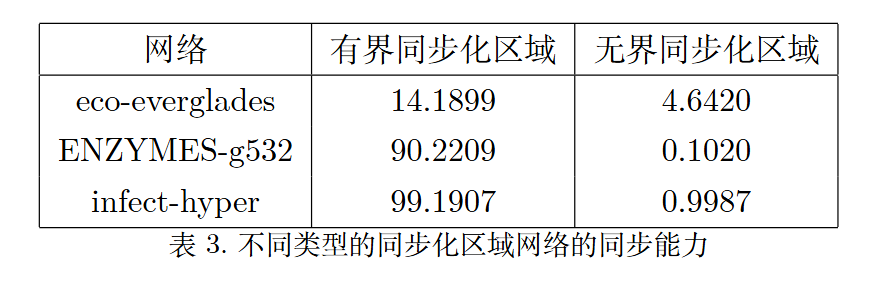 网络 有界同步化区域 无界同步化区域
eco-everglades 14.1899 4.6420
ENZYMES-g532 90.2209 0.1020
infect-hyper 99.1907 0.9987
表 3. 不同类型的同步化区域网络的同步能力